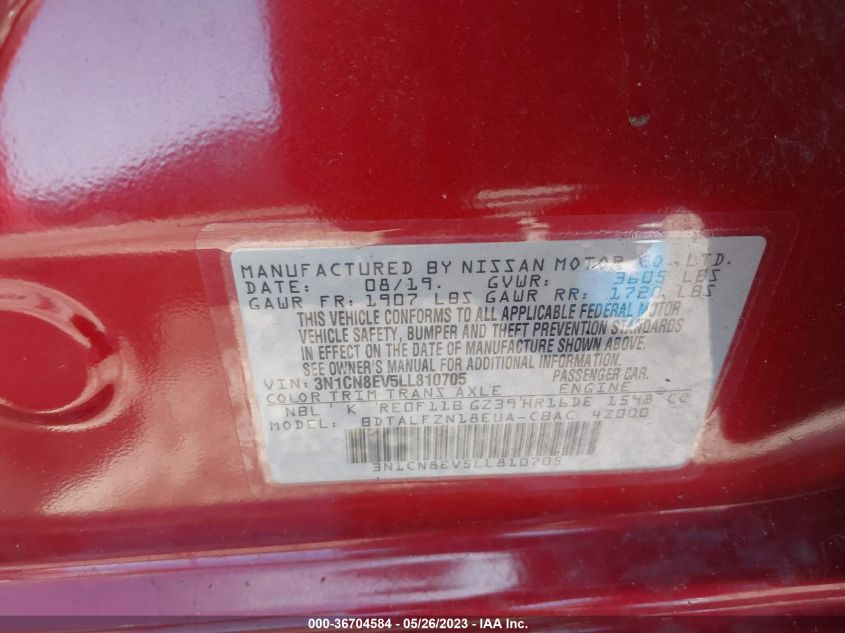 MANUFACTURED BY NISSAN MOTOR CO., LTD.
DATE: 08/19. GVWR: 3605 LBS
GAWR FR: 1907 LBS GAWR RR: 1720 LBS
THIS VEHICLE CONFORMS TO ALL APPLICABLE FEDERAL MOTOR
VEHICLE SAFETY, BUMPER AND THEFT PREVENTION STANDARDS
IN EFFECT ON THE DATE OF MANUFACTURE SHOWN ABOVE.
SEE OWNER'S MANUAL FOR ADDITIONAL LOADING.
VIN: 3N1CN8EV5LL810705 PASSENGER CAR.
COLOR TRIM TRANS AXLE ENGINE
NBL K RE0F11B GZ39 HR16DE 1598 CC
MODEL: BDTALFZN18EUA-CBAC 4Z000
3N1CN8EV5LL810705
000-36704584 - 05/26/2023 - IAA Inc.